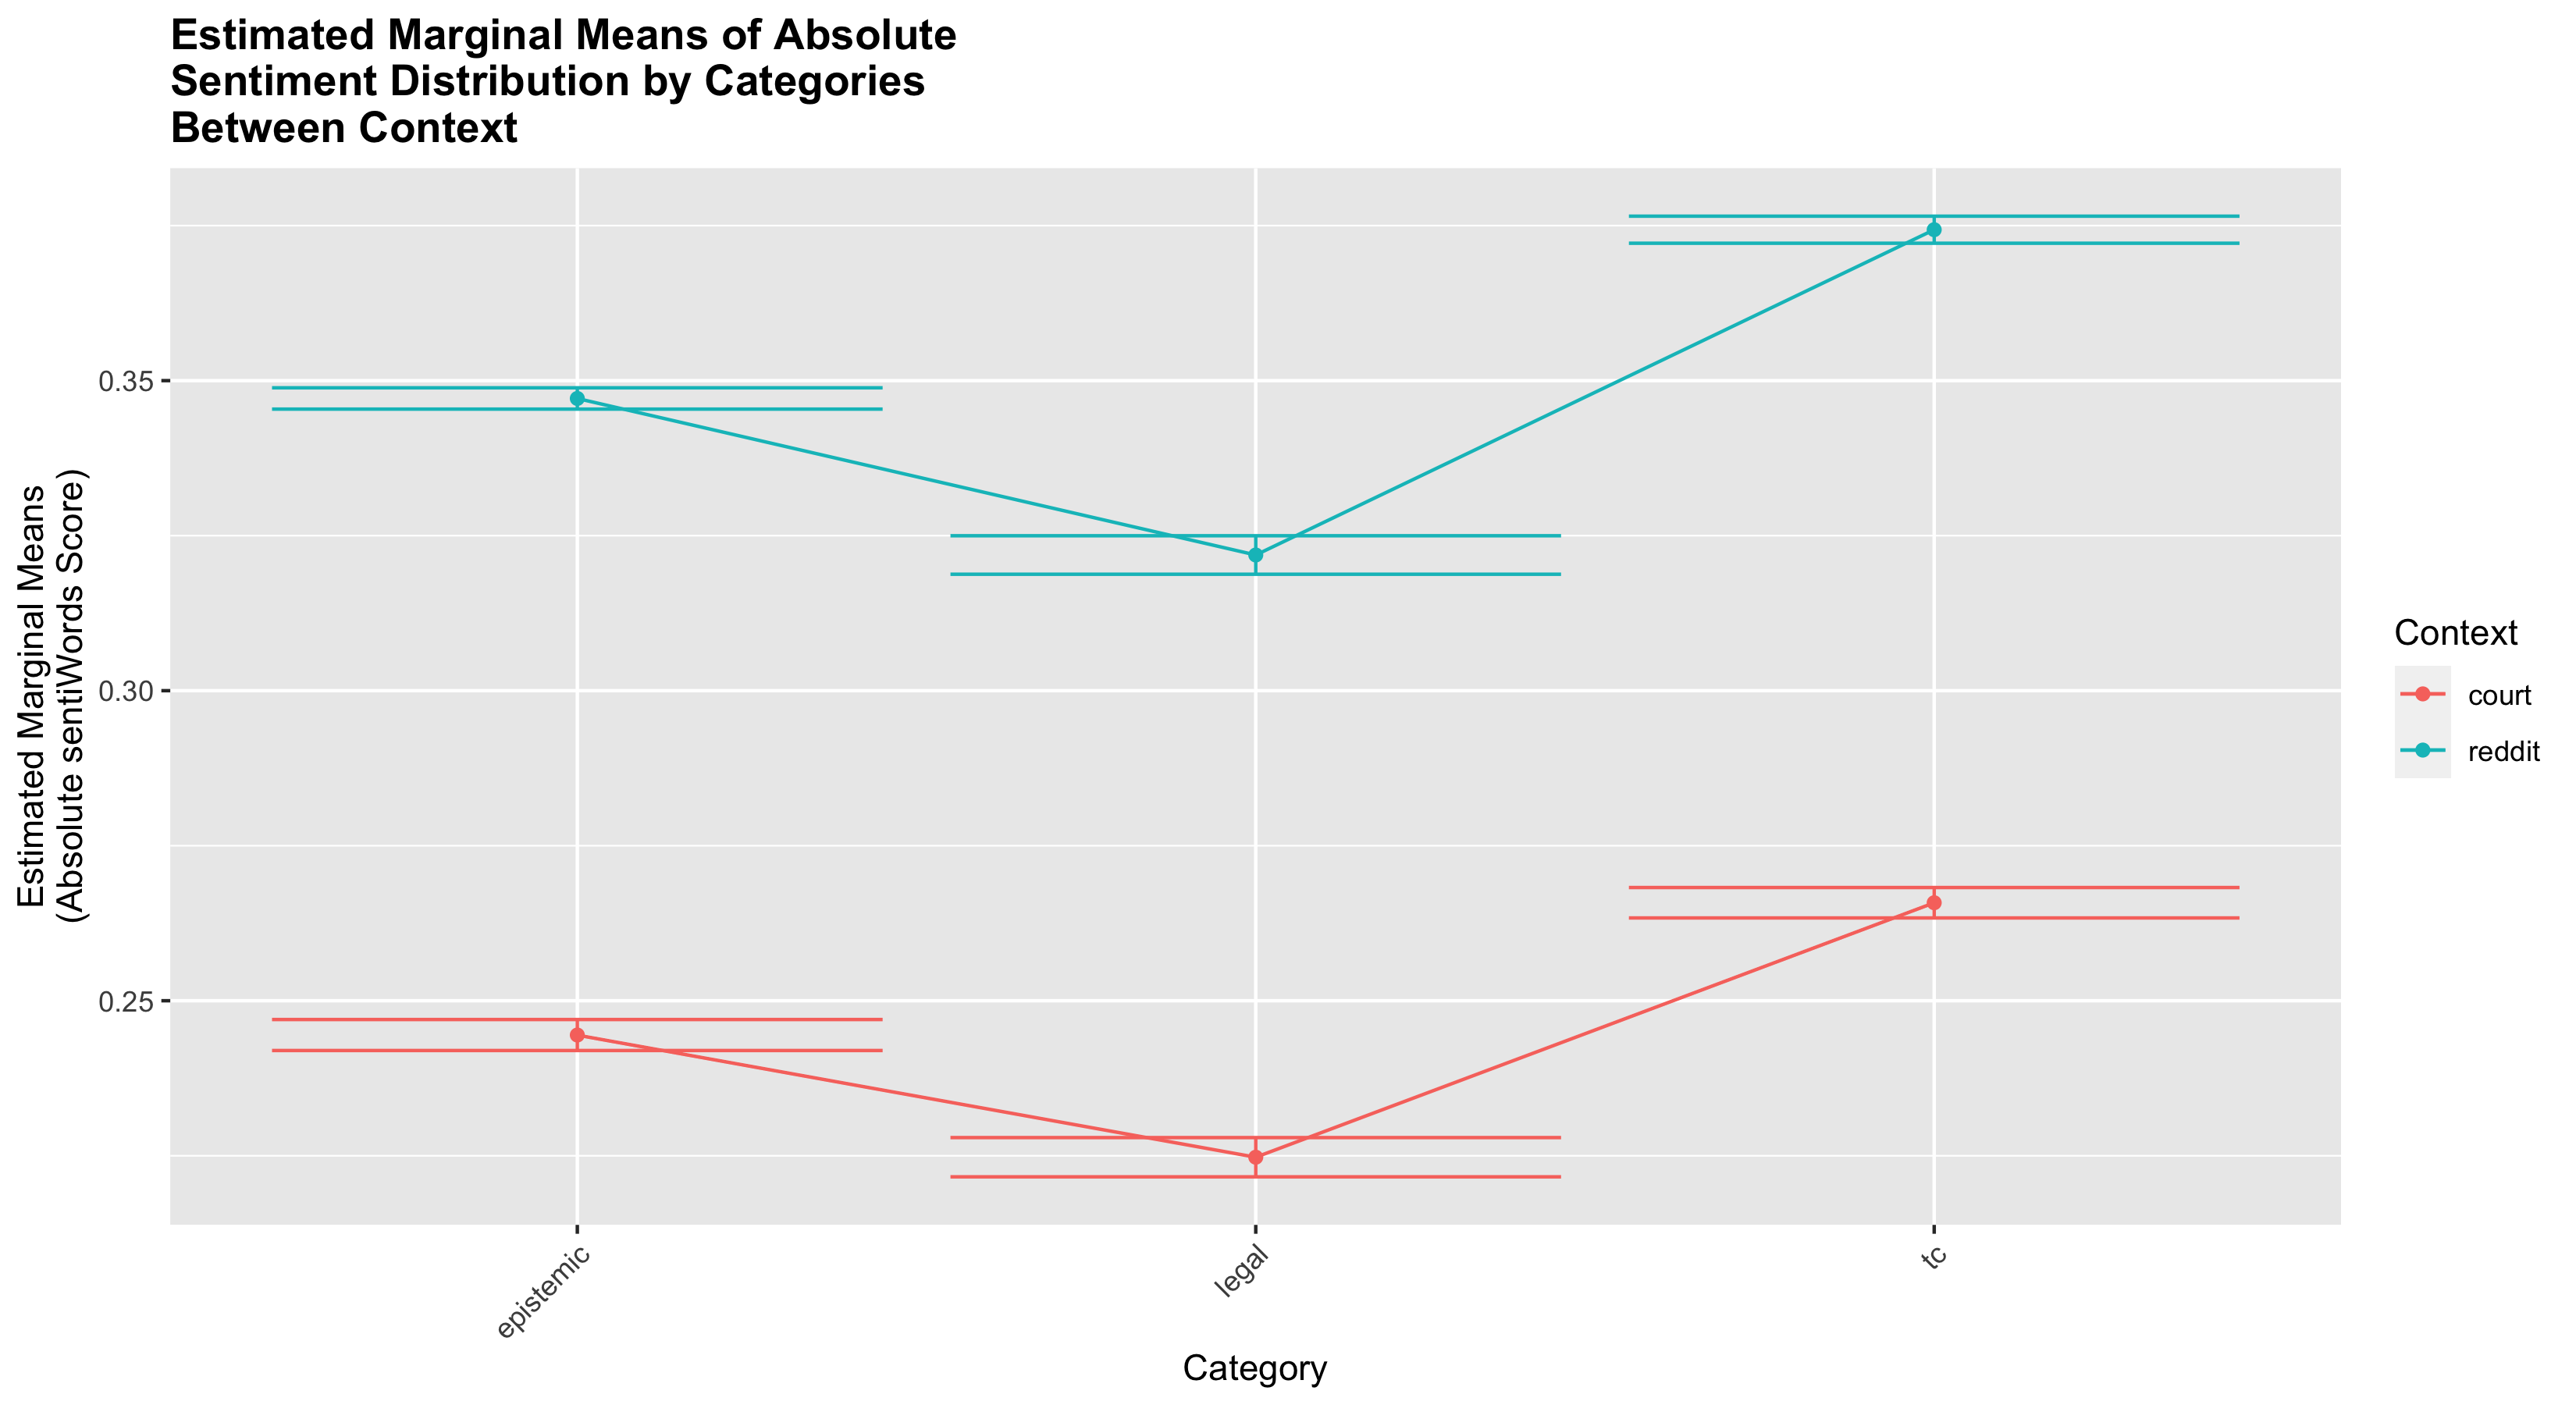 Estimated Marginal Means of Absolute
Sentiment Distribution by Categories
Between Context
Estimated Marginal Means
(Absolute sentiWords Score)
0.35
0.30
0.25
epistemic
legal
tc
Category
Context
court
reddit